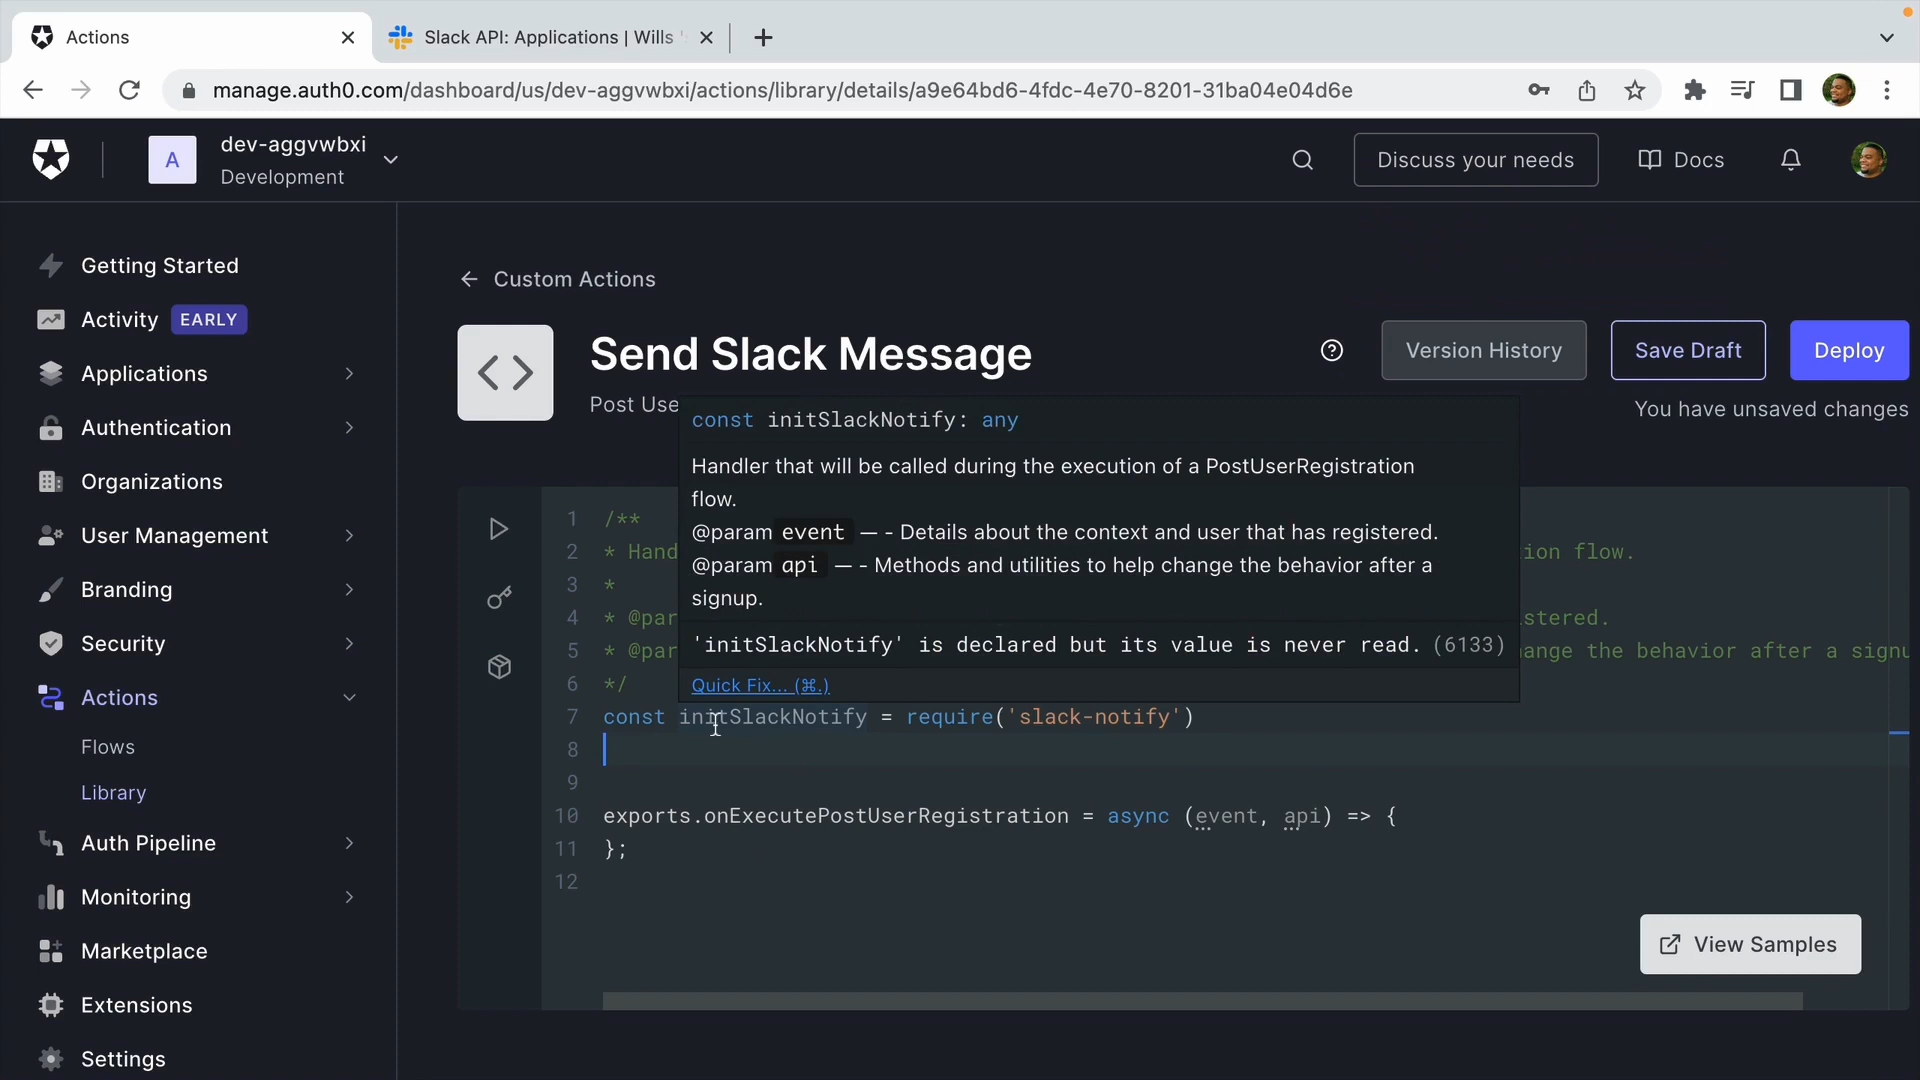 Actions
Slack API: Applications | Wills
manage.auth0.com/dashboard/us/dev-aggvwbxi/actions/library/details/a9e64bd6-4fdc-4e70-8201-31ba04e04d6e
A
dev-aggvwbxi
Development
Discuss your needs
Docs
Getting Started
Activity EARLY
Applications
Authentication
Organizations
User Management
Branding
Security
Actions
Flows
Library
Auth Pipeline
Monitoring
Marketplace
Extensions
Settings
Custom Actions
Send Slack Message
Version History
Save Draft
Deploy
Post Use
You have unsaved changes
const initSlackNotify: any
Handler that will be called during the execution of a PostUserRegistration
flow.
@param event — - Details about the context and user that has registered.
@param api — - Methods and utilities to help change the behavior after a
signup.
'initSlackNotify' is declared but its value is never read. (6133)
Quick Fix... (⌘.)
1 /**
2 * Hand ion flow.
3 *
4 * @par stered.
5 * @par ange the behavior after a signu
6 */
7 const initSlackNotify = require('slack-notify')
8
9
10 exports.onExecutePostUserRegistration = async (event, api) => {
11 };
12
View Samples